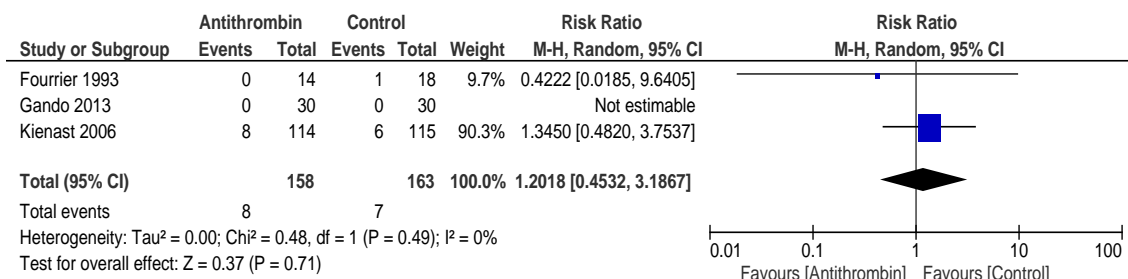 Antithrombin Control Risk Ratio Risk Ratio
Study or Subgroup Events Total Events Total Weight M-H, Random, 95% CI M-H, Random, 95% CI
Fourrier 1993 0 14 1 18 9.7% 0.4222 [0.0185, 9.6405]
Gando 2013 0 30 0 30 Not estimable
Kienast 2006 8 114 6 115 90.3% 1.3450 [0.4820, 3.7537]
Total (95% CI) 158 163 100.0% 1.2018 [0.4532, 3.1867]
Total events 8 7
Heterogeneity: Tau² = 0.00; Chi² = 0.48, df = 1 (P = 0.49); I² = 0%
Test for overall effect: Z = 0.37 (P = 0.71)
0.01 0.1 1 10 100
Favours [Antithrombin] Favours [Control]